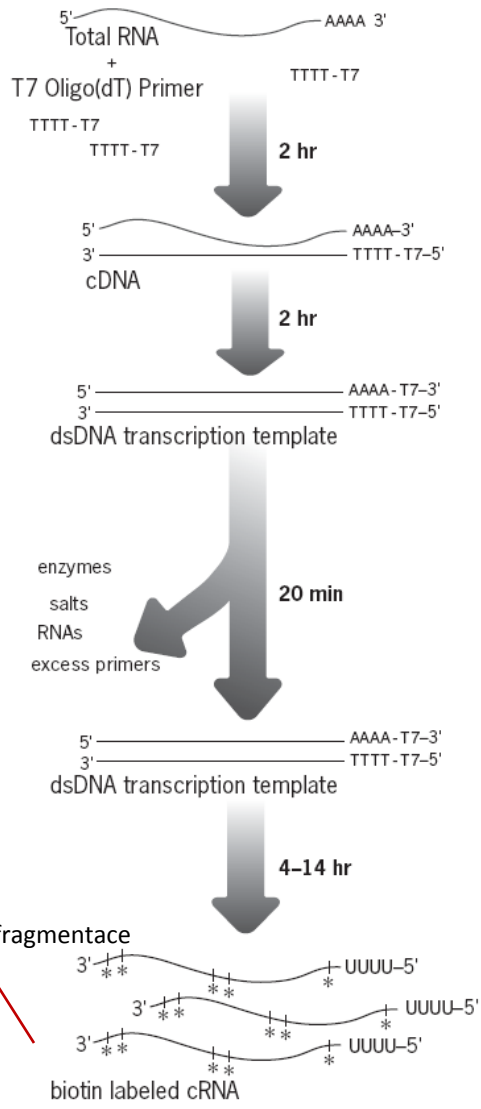 5' AAAA 3'
Total RNA
+
T7 Oligo(dT) Primer
TTTT-T7
TTTT-T7
TTTT-T7
2 hr
5' AAAA–3'
3' TTTT-T7–5'
cDNA
2 hr
5' AAAA-T7–3'
3' TTTT-T7–5'
dsDNA transcription template
enzymes
salts
RNAs
excess primers
20 min
5' AAAA-T7–3'
3' TTTT-T7–5'
dsDNA transcription template
4–14 hr
fragmentace
3' * * * * * UUUU–5'
3' * * * * * UUUU–5'
3' * * * * * UUUU–5'
biotin labeled cRNA